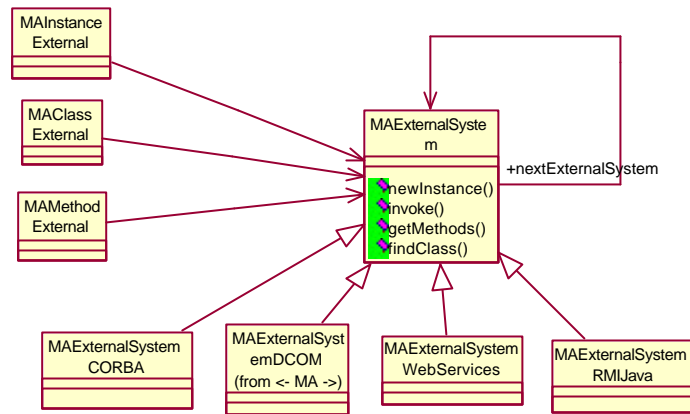 MAInstance
External
MAClass
External
MAMethod
External
MAExternalSyste
m
+nextExternalSystem
newInstance()
invoke()
getMethods()
findClass()
MAExternalSystem
CORBA
MAExternalSyst
emDCOM
(from <- MA ->)
MAExternalSystem
WebServices
MAExternalSystem
RMIJava